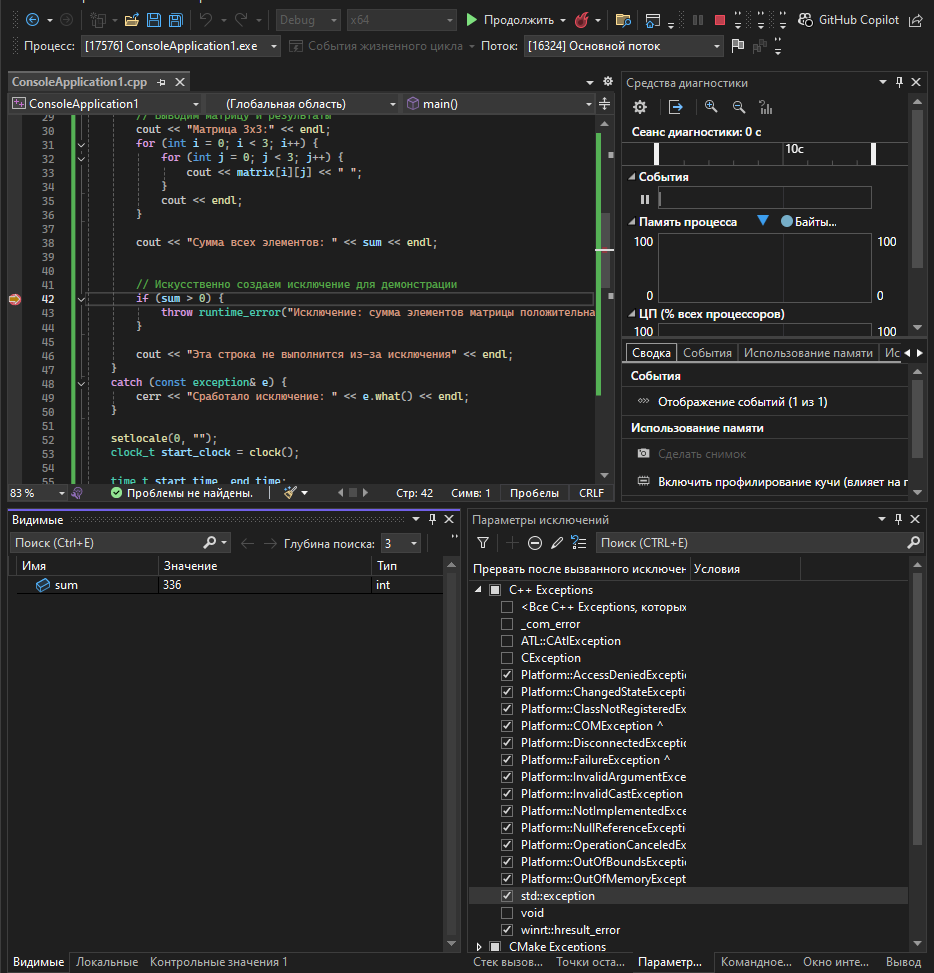 Debug
x64
Продолжить
GitHub Copilot
Процесс: [17576] ConsoleApplication1.exe
События жизненного цикла
Поток: [16324] Основной поток
ConsoleApplication1.cpp
ConsoleApplication1
(Глобальная область)
main()
29 // Выводим матрицу и результаты
30 cout << "Матрица 3x3:" << endl;
31 for (int i = 0; i < 3; i++) {
32 for (int j = 0; j < 3; j++) {
33 cout << matrix[i][j] << " ";
34 }
35 cout << endl;
36 }
37
38 cout << "Сумма всех элементов: " << sum << endl;
39
40
41 // Искусственно создаем исключение для демонстрации
42 if (sum > 0) {
43 throw runtime_error("Исключение: сумма элементов матрицы положительна
44 }
45
46 cout << "Эта строка не выполнится из-за исключения" << endl;
47 }
48 catch (const exception& e) {
49 cerr << "Сработало исключение: " << e.what() << endl;
50 }
51
52 setlocale(0, "");
53 clock_t start_clock = clock();
54
55 time_t start_time, end_time;
83 %
Проблемы не найдены.
Стр: 42
Симв: 1
Пробелы
CRLF
Средства диагностики
Сеанс диагностики: 0 с
10с
События
Память процесса
Байты...
100
100
0
0
ЦП (% всех процессоров)
100
100
Сводка
События
Использование памяти
Ис
События
Отображение событий (1 из 1)
Использование памяти
Сделать снимок
Включить профилирование кучи (влияет на п
Видимые
Поиск (Ctrl+E)
Глубина поиска: 3
Имя
Значение
Тип
sum
336
int
Видимые
Локальные
Контрольные значения 1
Параметры исключений
Поиск (CTRL+E)
Прервать после вызванного исключен
Условия
C++ Exceptions
<Все C++ Exceptions, которых
_com_error
ATL::CAtlException
CException
Platform::AccessDeniedExcepti
Platform::ChangedStateExcepti
Platform::ClassNotRegisteredEx
Platform::COMException ^
Platform::DisconnectedExceptic
Platform::FailureException ^
Platform::InvalidArgumentExce
Platform::InvalidCastException
Platform::NotImplementedExce
Platform::NullReferenceExcepti
Platform::OperationCanceledEx
Platform::OutOfBoundsExceptic
Platform::OutOfMemoryExcept
std::exception
void
winrt::hresult_error
CMake Exceptions
Стек вызов...
Точки оста...
Параметр...
Командное...
Окно инте...
Вывод